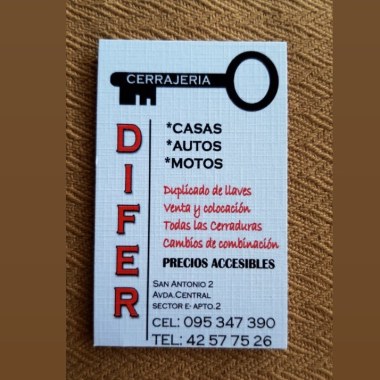 CERRAJERIA
DIFER
*CASAS
*AUTOS
*MOTOS
Duplicado de llaves
Venta y colocación
Todas las Cerraduras
Cambios de combinación
PRECIOS ACCESIBLES
SAN ANTONIO 2
AVDA.CENTRAL
SECTOR E- APTO.2
CEL: 095 347 390
TEL: 42 57 75 26